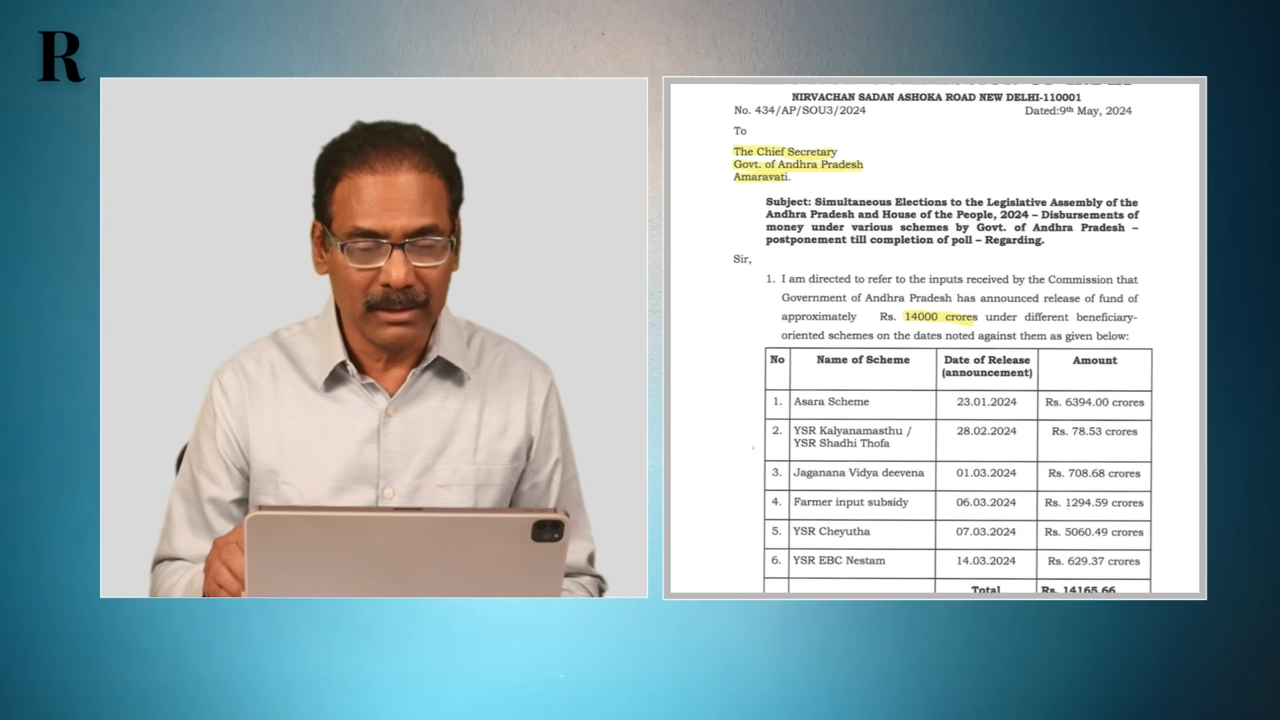 R
NIRVACHAN SADAN ASHOKA ROAD NEW DELHI-110001
No. 434/AP/SOU3/2024 Dated:9th May, 2024
To
The Chief Secretary
Govt. of Andhra Pradesh
Amaravati.
Subject: Simultaneous Elections to the Legislative Assembly of the
Andhra Pradesh and House of the People, 2024 – Disbursements of
money under various schemes by Govt. of Andhra Pradesh –
postponement till completion of poll – Regarding.
Sir,
1. I am directed to refer to the inputs received by the Commission that
Government of Andhra Pradesh has announced release of fund of
approximately Rs. 14000 crores under different beneficiary-
oriented schemes on the dates noted against them as given below:
No Name of Scheme Date of Release Amount
(announcement)
1. Asara Scheme 23.01.2024 Rs. 6394.00 crores
2. YSR Kalyanamasthu / 28.02.2024 Rs. 78.53 crores
YSR Shadhi Thofa
3. Jaganana Vidya deevena 01.03.2024 Rs. 708.68 crores
4. Farmer input subsidy 06.03.2024 Rs. 1294.59 crores
5. YSR Cheyutha 07.03.2024 Rs. 5060.49 crores
6. YSR EBC Nestam 14.03.2024 Rs. 629.37 crores
Total Rs. 14165.66